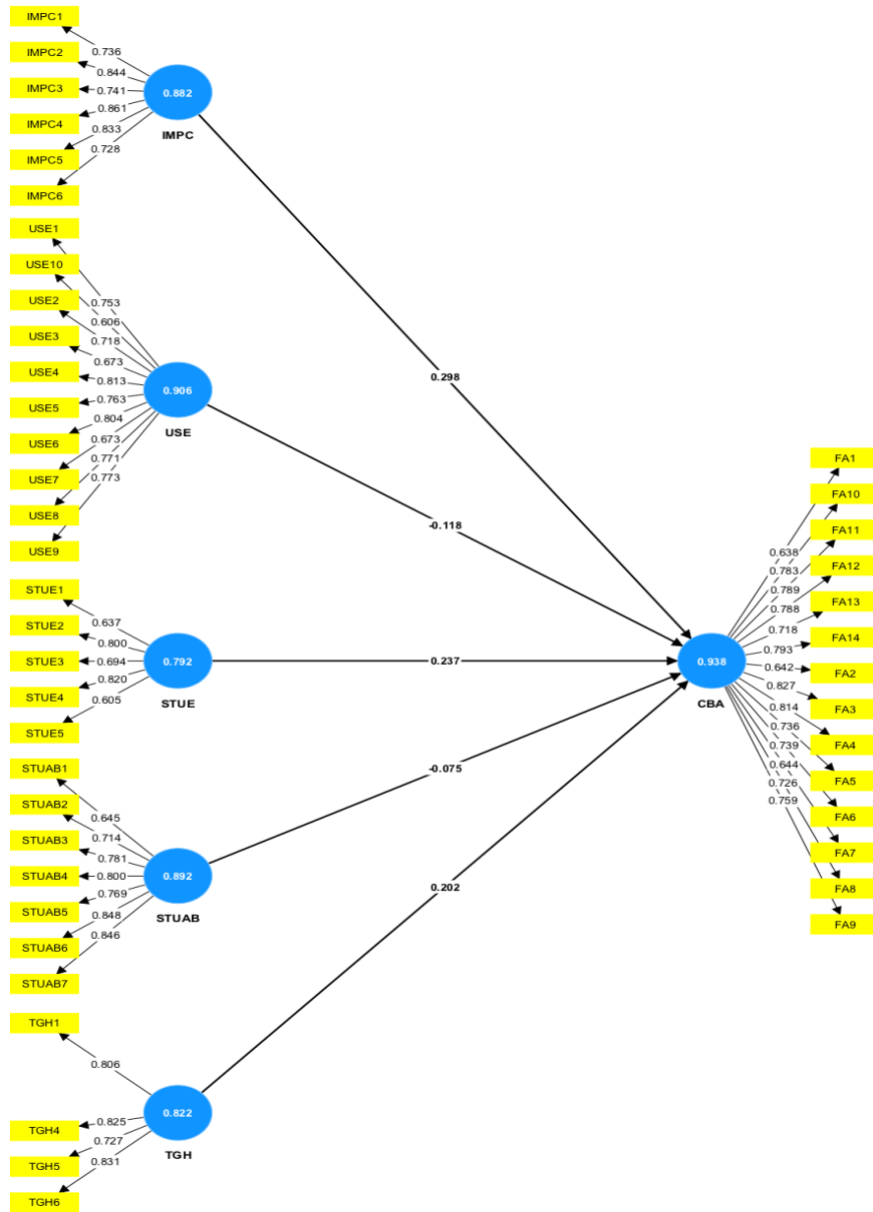 IMPC1
IMPC2
IMPC3
IMPC4
IMPC5
IMPC6
0.736
0.844
0.741
0.861
0.833
0.728
0.882
IMPC
USE1
USE10
USE2
USE3
USE4
USE5
USE6
USE7
USE8
USE9
0.753
0.606
0.718
0.673
0.813
0.763
0.804
0.673
0.771
0.773
0.906
USE
STUE1
STUE2
STUE3
STUE4
STUE5
0.637
0.800
0.694
0.820
0.605
0.792
STUE
STUAB1
STUAB2
STUAB3
STUAB4
STUAB5
STUAB6
STUAB7
0.645
0.714
0.781
0.800
0.769
0.848
0.846
0.892
STUAB
TGH1
TGH4
TGH5
TGH6
0.806
0.825
0.727
0.831
0.822
TGH
0.298
-0.118
0.237
-0.075
0.202
0.938
CBA
0.638
0.783
0.789
0.788
0.718
0.793
0.642
0.827
0.814
0.736
0.739
0.644
0.726
0.759
FA1
FA10
FA11
FA12
FA13
FA14
FA2
FA3
FA4
FA5
FA6
FA7
FA8
FA9